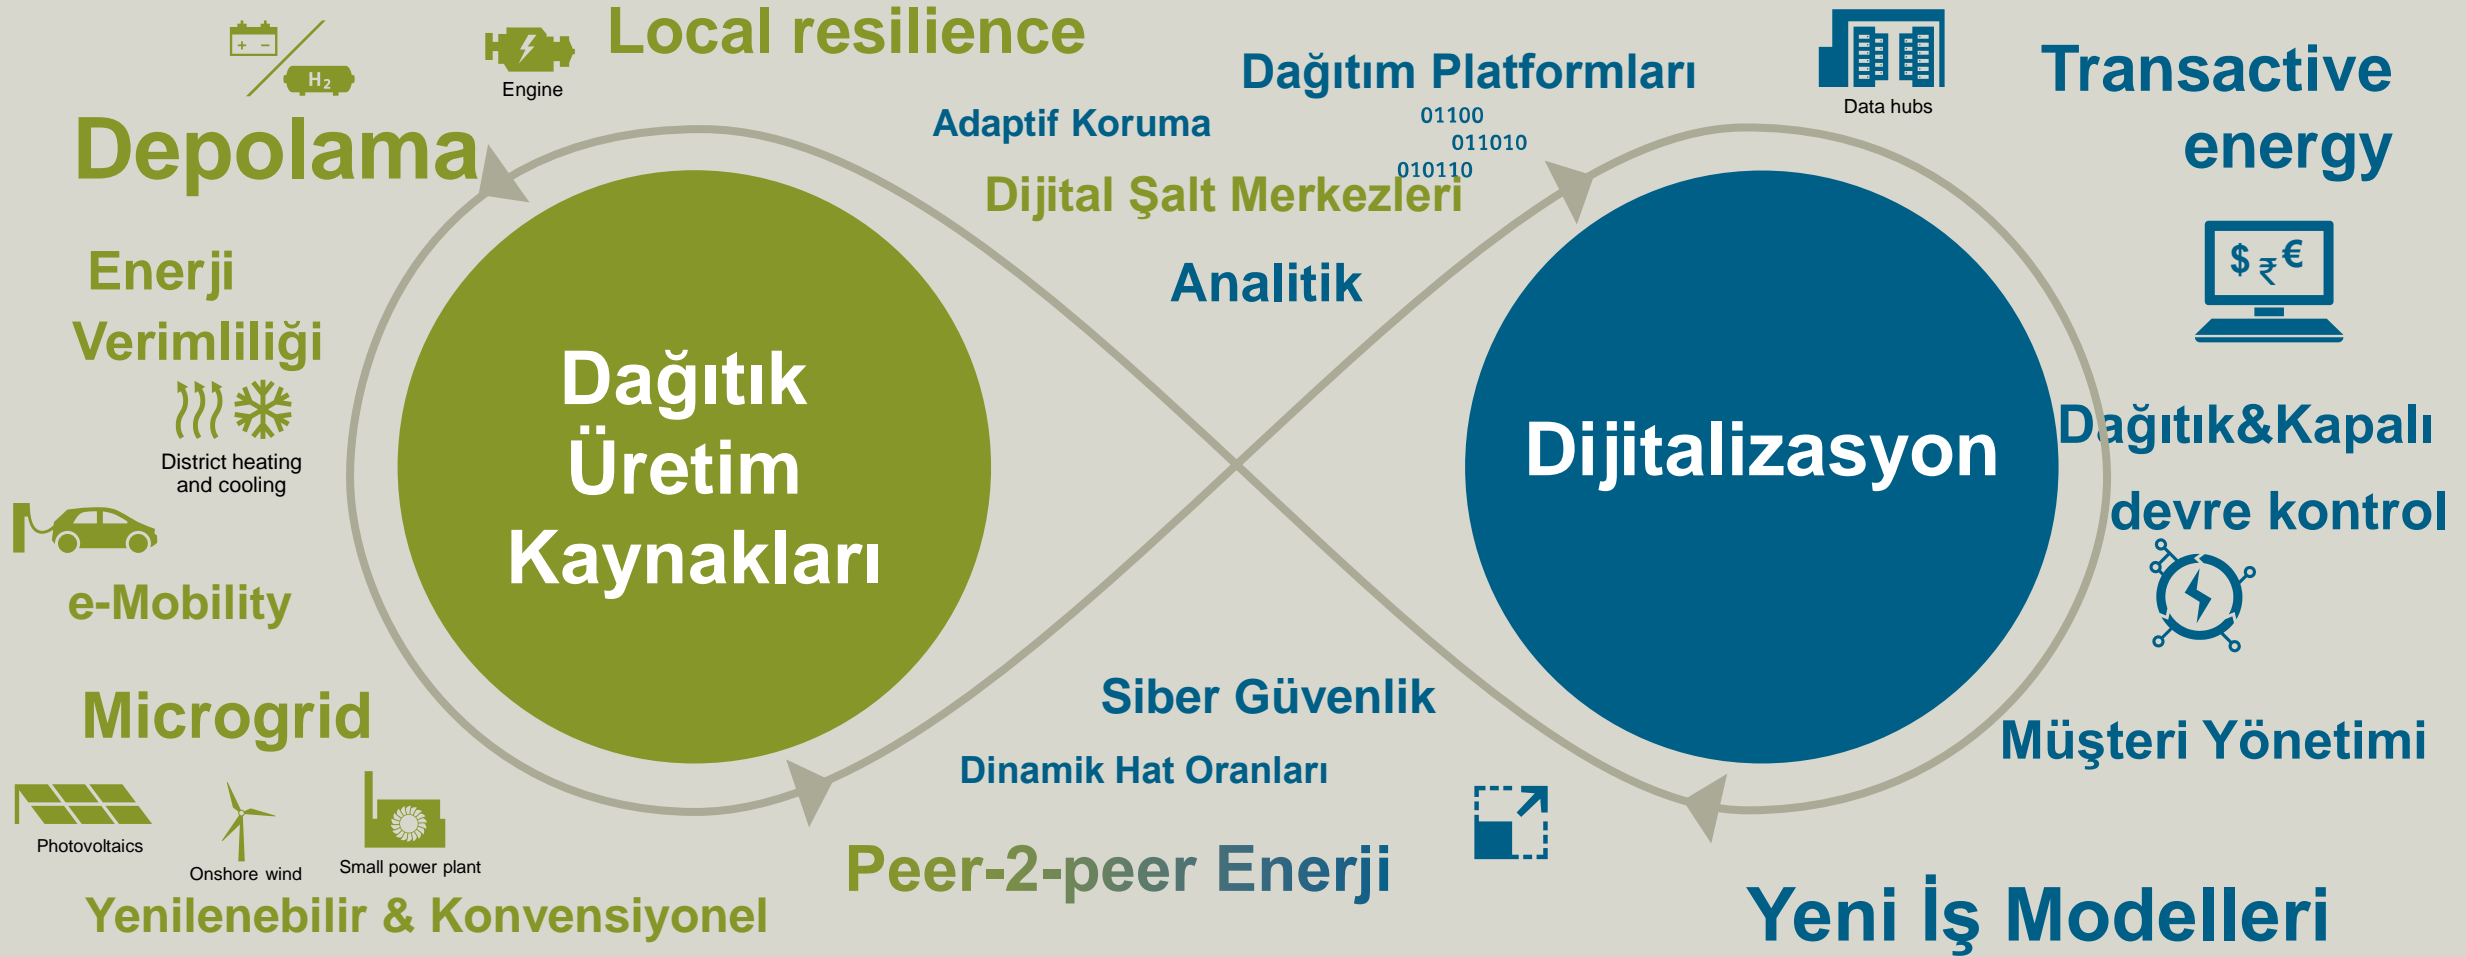 Local resilience
Engine
+ -
H2
Depolama
Enerji
Verimliliği
District heating
and cooling
e-Mobility
Microgrid
Photovoltaics
Onshore wind
Small power plant
Yenilenebilir & Konvensiyonel
Dağıtık
Üretim
Kaynakları
Dağıtım Platformları
Adaptif Koruma
01100
011010
010110
Dijital Şalt Merkezleri
Analitik
Siber Güvenlik
Dinamik Hat Oranları
Peer-2-peer Enerji
Dijitalizasyon
Data hubs
Transactive
energy
$ ₹ €
Dağıtık&Kapalı
devre kontrol
Müşteri Yönetimi
Yeni İş Modelleri